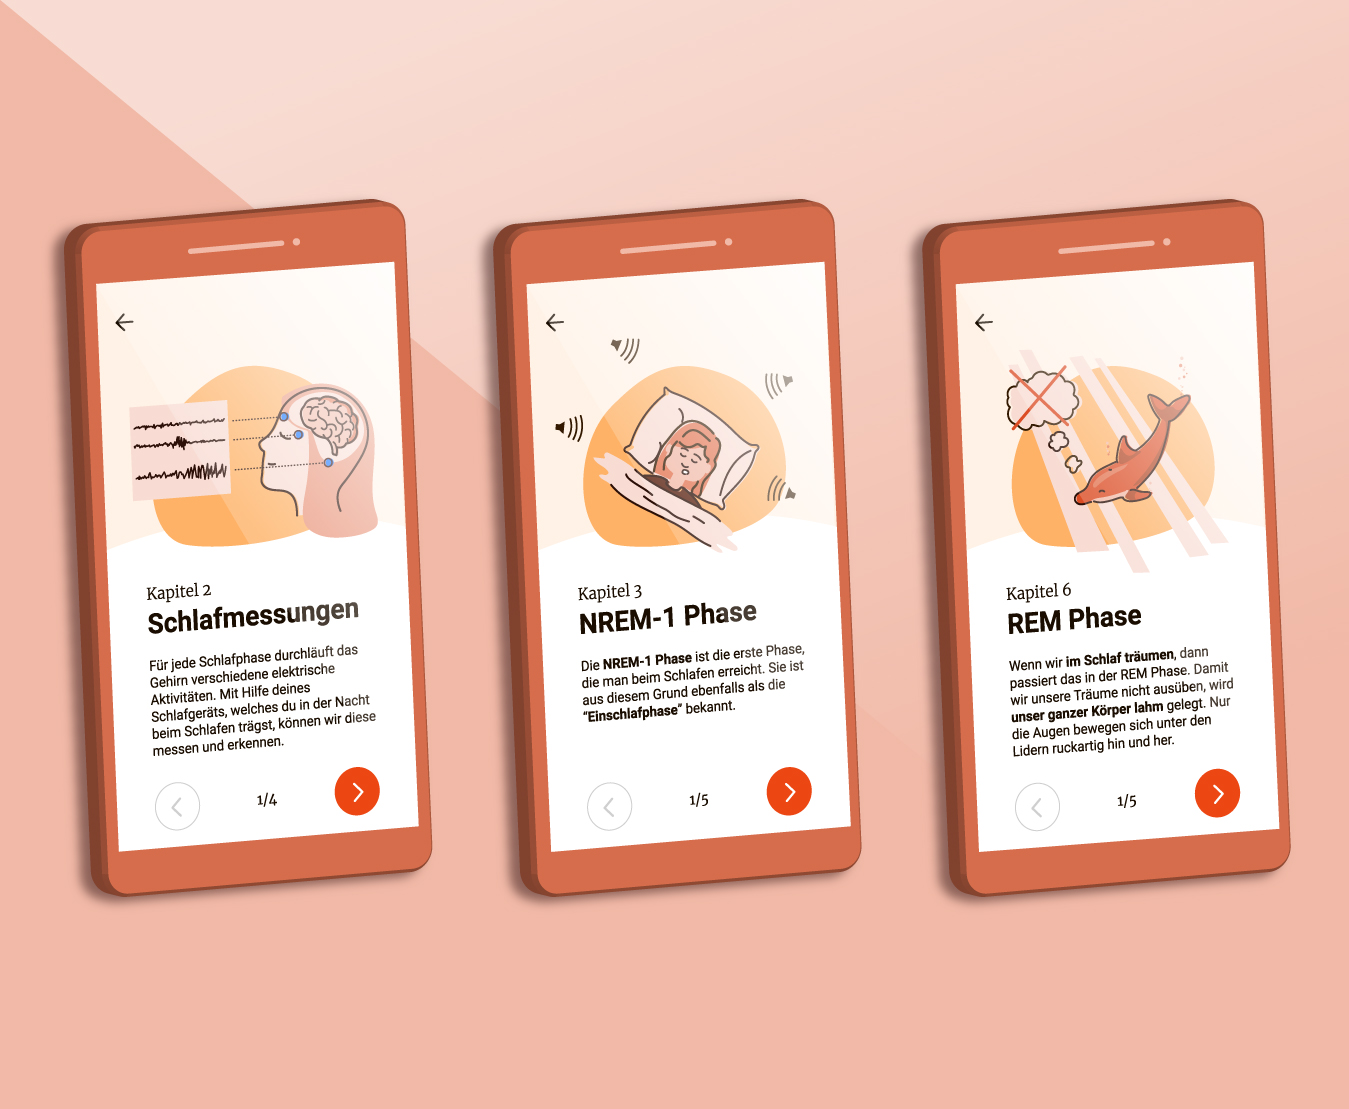 Kapitel 2
Schlafmessungen
Für jede Schlafphase durchläuft das
Gehirn verschiedene elektrische
Aktivitäten. Mit Hilfe deines
Schlafgeräts, welches du in der Nacht
beim Schlafen trägst, können wir diese
messen und erkennen.
1/4
Kapitel 3
NREM-1 Phase
Die NREM-1 Phase ist die erste Phase,
die man beim Schlafen erreicht. Sie ist
aus diesem Grund ebenfalls als die
“Einschlafphase” bekannt.
1/5
Kapitel 6
REM Phase
Wenn wir im Schlaf träumen, dann
passiert das in der REM Phase. Damit
wir unsere Träume nicht ausüben, wird
unser ganzer Körper lahm gelegt. Nur
die Augen bewegen sich unter den
Lidern ruckartig hin und her.
1/5